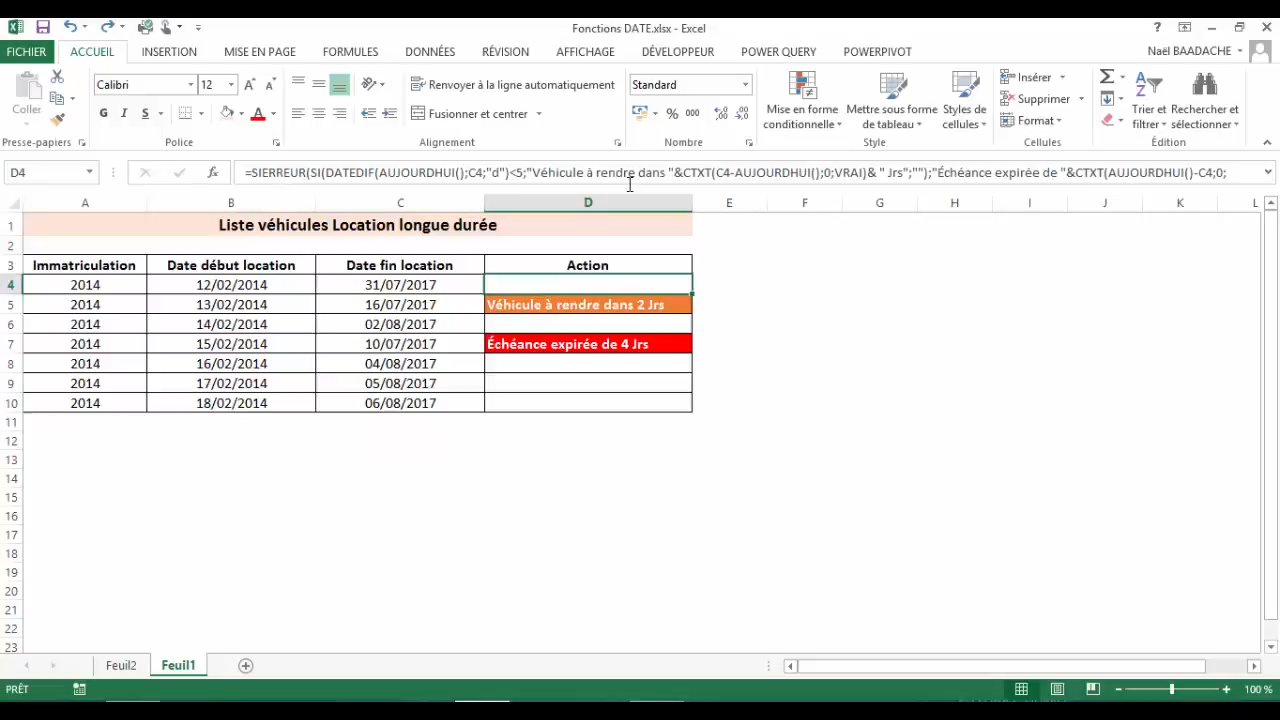 Fonctions DATE.xlsx - Excel
?
FICHIER ACCUEIL INSERTION MISE EN PAGE FORMULES DONNÉES RÉVISION AFFICHAGE DÉVELOPPEUR POWER QUERY POWERPIVOT Naël BAADACHE
Coller
Calibri 12
G I S
Renvoyer à la ligne automatiquement
Fusionner et centrer
Standard
% 000
Mise en forme conditionnelle
Mettre sous forme de tableau
Styles de cellules
Insérer
Supprimer
Format
Trier et filtrer
Rechercher et sélectionner
Presse-papiers Police Alignement Nombre Style Cellules Édition
D4 fx =SIERREUR(SI(DATEDIF(AUJOURDHUI();C4;"d")<5;"Véhicule à rendre dans "&CTXT(C4-AUJOURDHUI();0;VRAI)& " Jrs";"");"Échéance expirée de "&CTXT(AUJOURDHUI()-C4;0;
A B C D E F G H I J K L
1 Liste véhicules Location longue durée
2
3 Immatriculation Date début location Date fin location Action
4 2014 12/02/2014 31/07/2017
5 2014 13/02/2014 16/07/2017 Véhicule à rendre dans 2 Jrs
6 2014 14/02/2014 02/08/2017
7 2014 15/02/2014 10/07/2017 Échéance expirée de 4 Jrs
8 2014 16/02/2014 04/08/2017
9 2014 17/02/2014 05/08/2017
10 2014 18/02/2014 06/08/2017
11
12
13
14
15
16
17
18
19
20
21
22
23
Feuil2 Feuil1
PRÊT 100 %